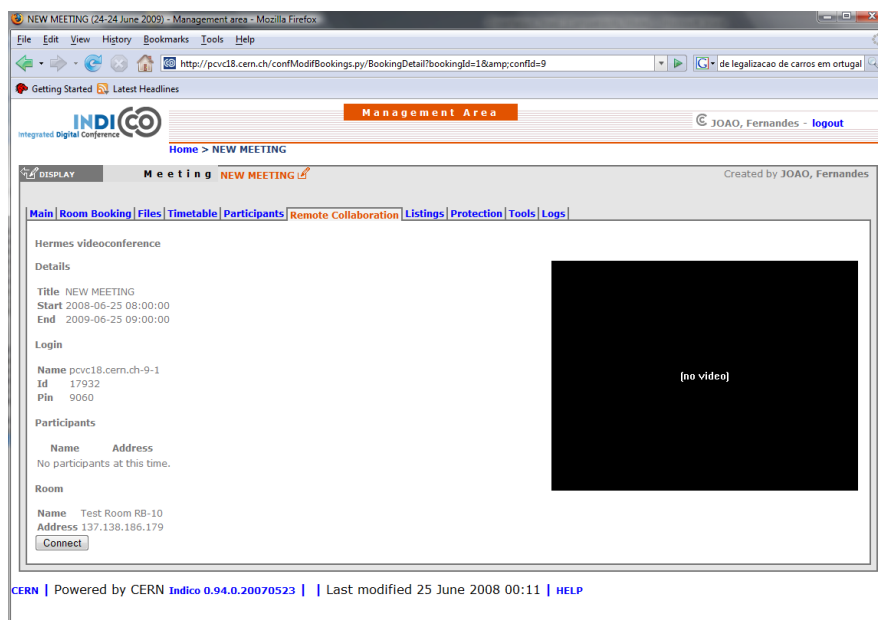 NEW MEETING (24-24 June 2009) - Management area - Mozilla Firefox
File Edit View History Bookmarks Tools Help
http://pcvc18.cern.ch/confModifBookings.py/BookingDetail?bookingId=1&amp;confId=9
G de legalizacao de carros em ortugal
Getting Started Latest Headlines
Management Area
INDICO
Integrated Digital Conference
JOAO, Fernandes - logout
Home > NEW MEETING
DISPLAY Meeting NEW MEETING Created by JOAO, Fernandes
Main | Room Booking | Files | Timetable | Participants | Remote Collaboration | Listings | Protection | Tools | Logs |
Hermes videoconference
Details
Title NEW MEETING
Start 2008-06-25 08:00:00
End 2009-06-25 09:00:00
Login
Name pcvc18.cern.ch-9-1
Id 17932
Pin 9060
(no video)
Participants
Name Address
No participants at this time.
Room
Name Test Room RB-10
Address 137.138.186.179
Connect
CERN | Powered by CERN Indico 0.94.0.20070523 | | Last modified 25 June 2008 00:11 | HELP